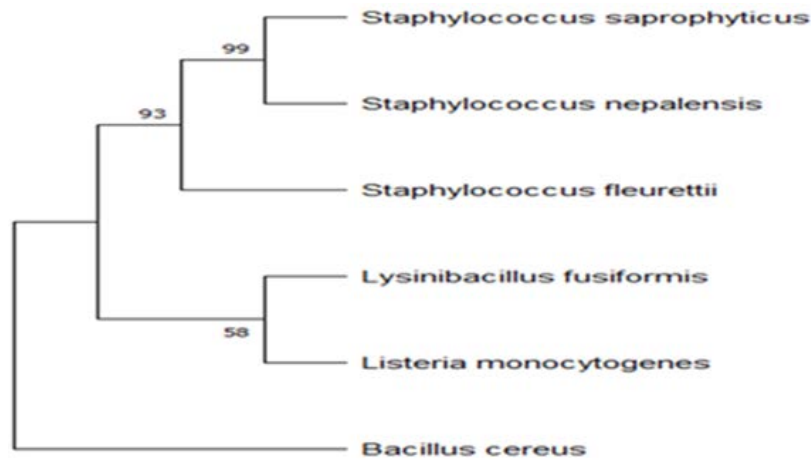 Staphylococcus saprophyticus
99
Staphylococcus nepalensis
93
Staphylococcus fleurettii
Lysinibacillus fusiformis
58
Listeria monocytogenes
Bacillus cereus